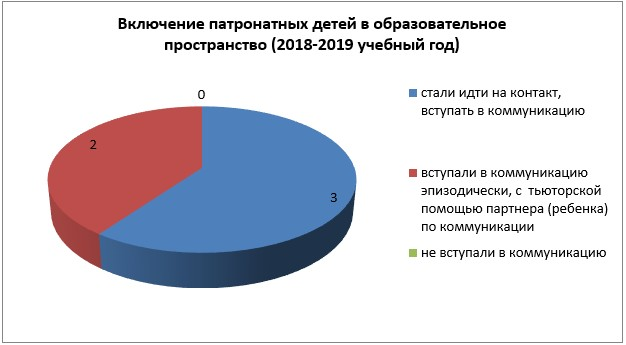 Включение патронатных детей в образовательное
пространство (2018-2019 учебный год)
0
2
3
стали идти на контакт,
вступать в коммуникацию
вступали в коммуникацию
эпизодически, с тьюторской
помощью партнера (ребенка)
по коммуникации
не вступали в коммуникацию